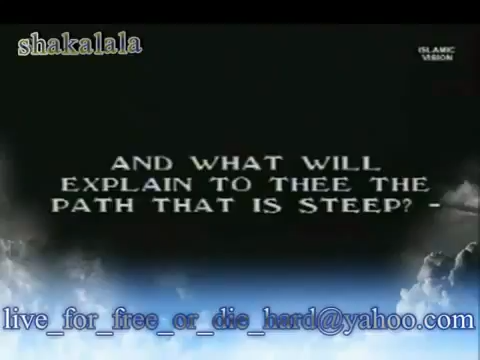 shakalala
ISLAMIC
VISION
AND WHAT WILL
EXPLAIN TO THEE THE
PATH THAT IS STEEP? -
live_for_free_or_die_hard@yahoo.com